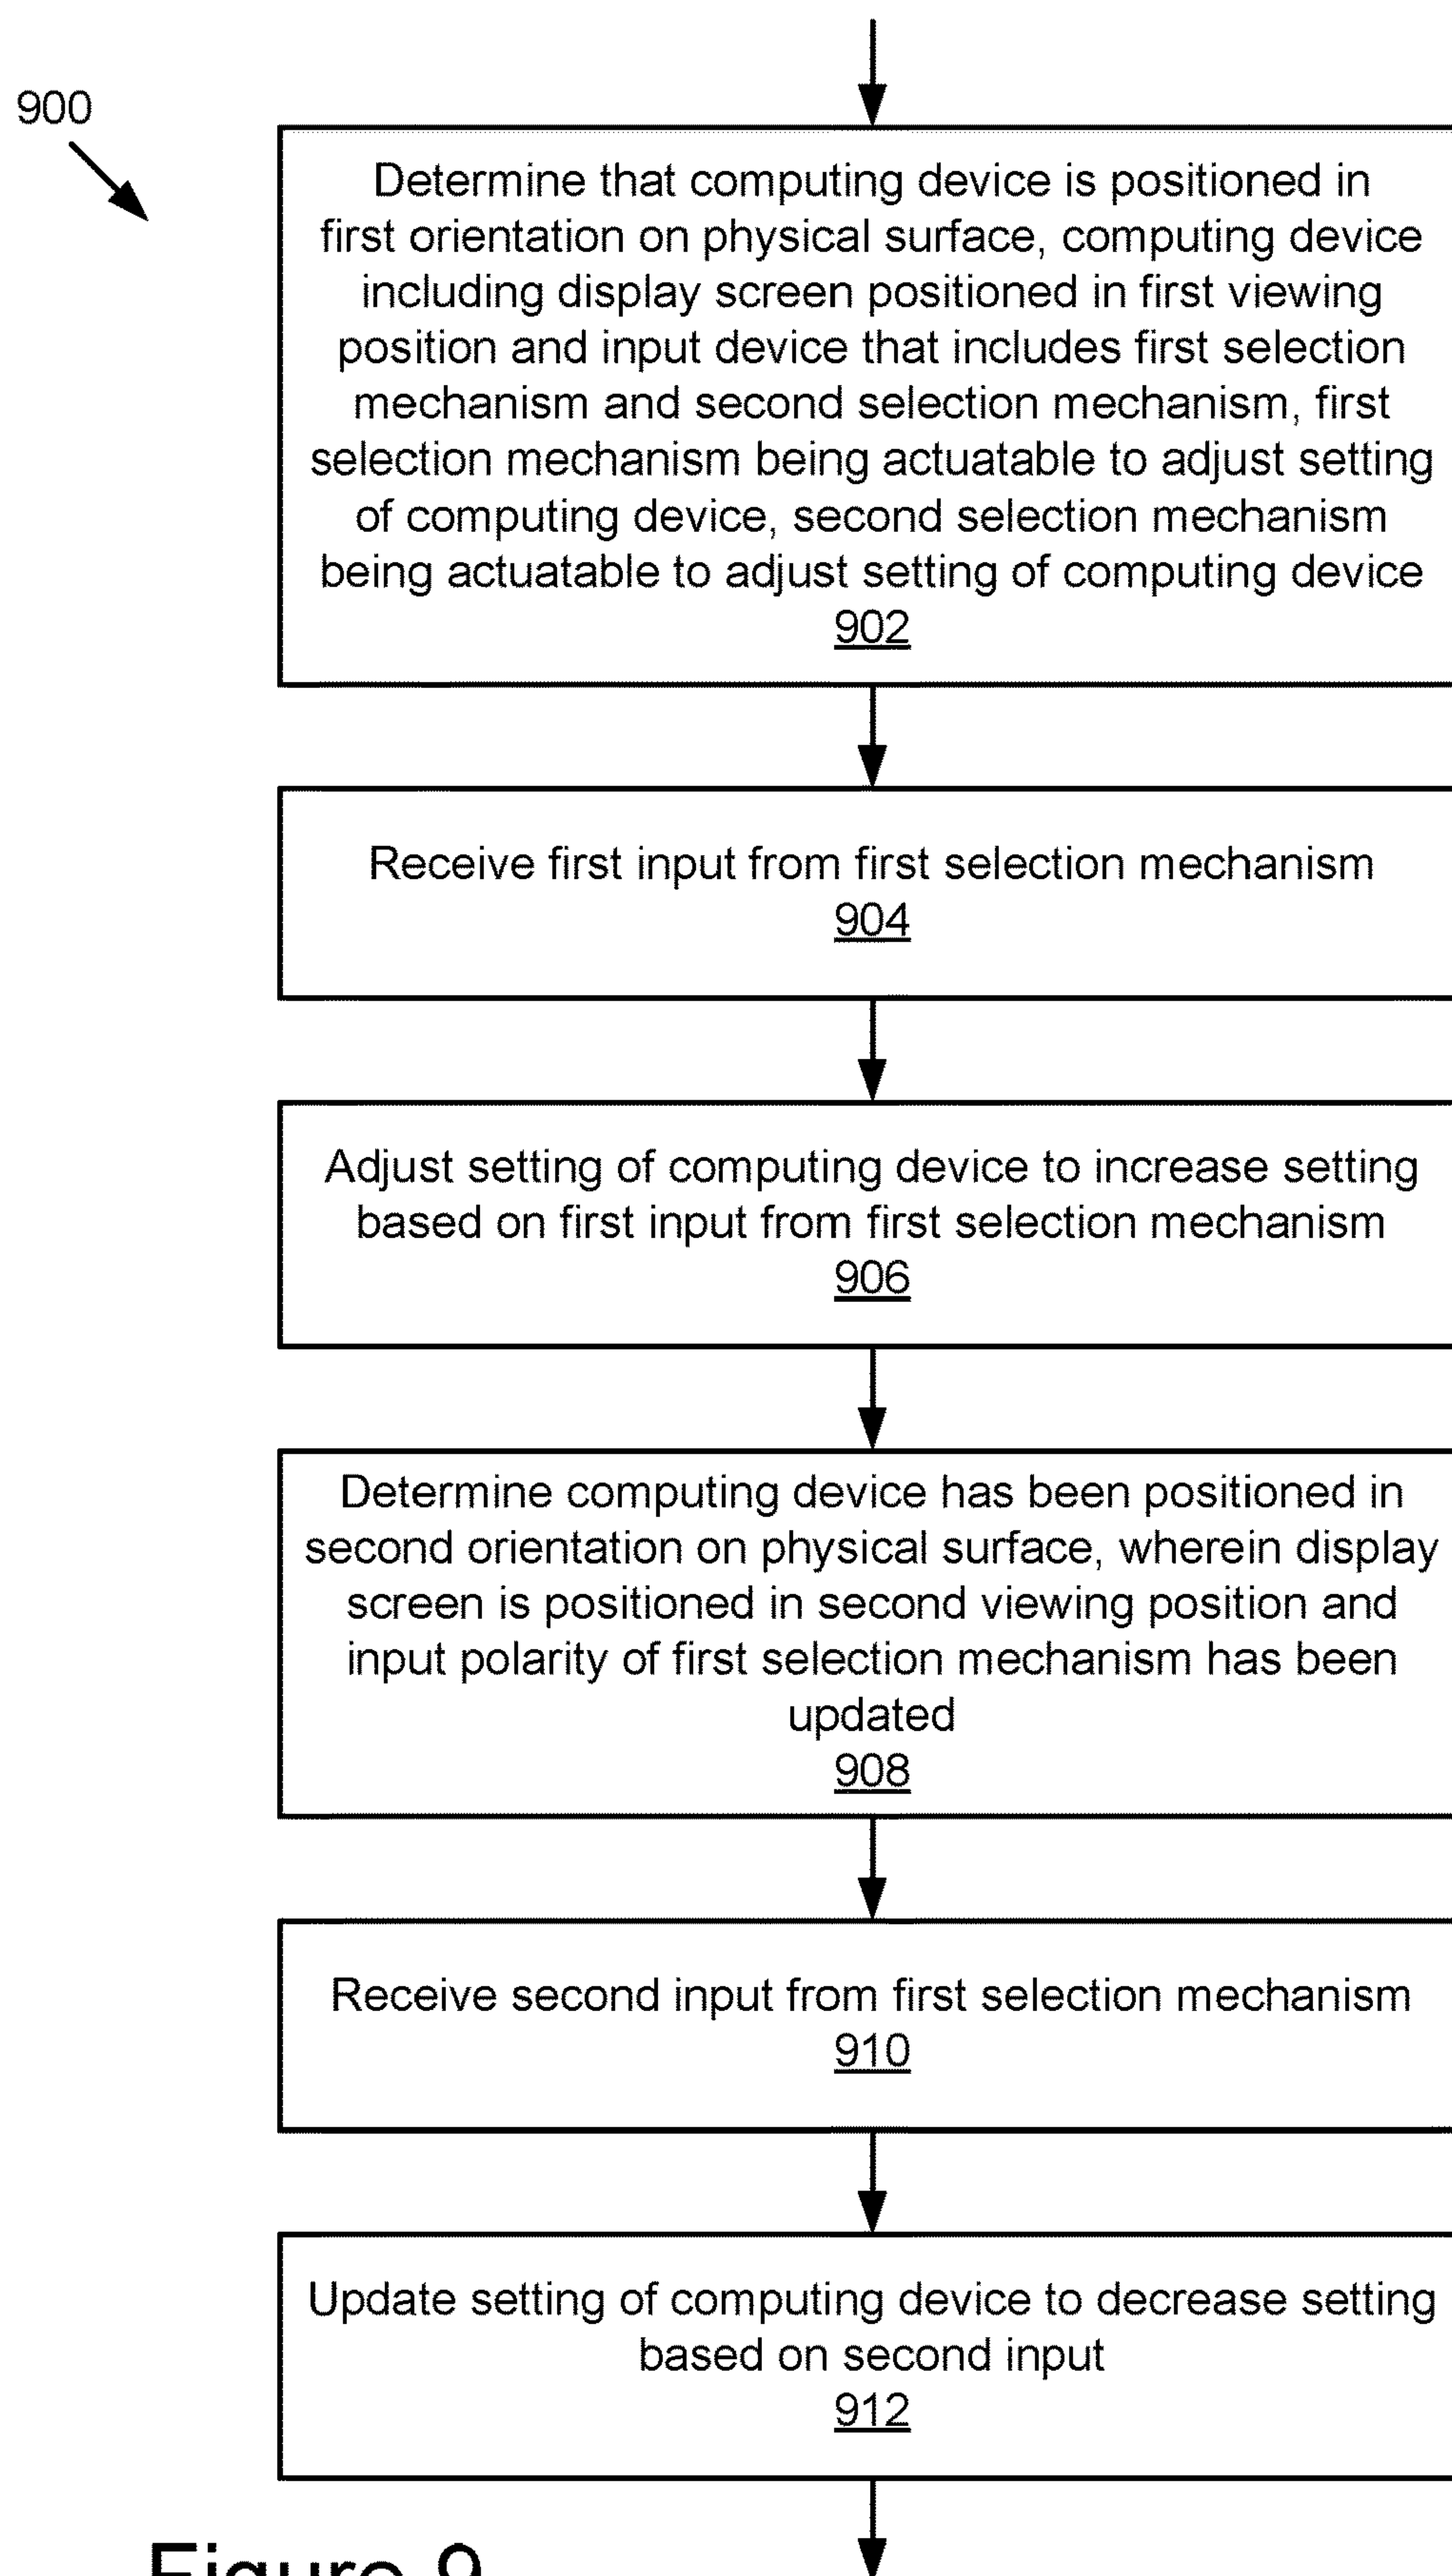 900
Determine that computing device is positioned in
first orientation on physical surface, computing device
including display screen positioned in first viewing
position and input device that includes first selection
mechanism and second selection mechanism, first
selection mechanism being actuatable to adjust setting
of computing device, second selection mechanism
being actuatable to adjust setting of computing device
902
Receive first input from first selection mechanism
904
Adjust setting of computing device to increase setting
based on first input from first selection mechanism
906
Determine computing device has been positioned in
second orientation on physical surface, wherein display
screen is positioned in second viewing position and
input polarity of first selection mechanism has been
updated
908
Receive second input from first selection mechanism
910
Update setting of computing device to decrease setting
based on second input
912
Figure 9